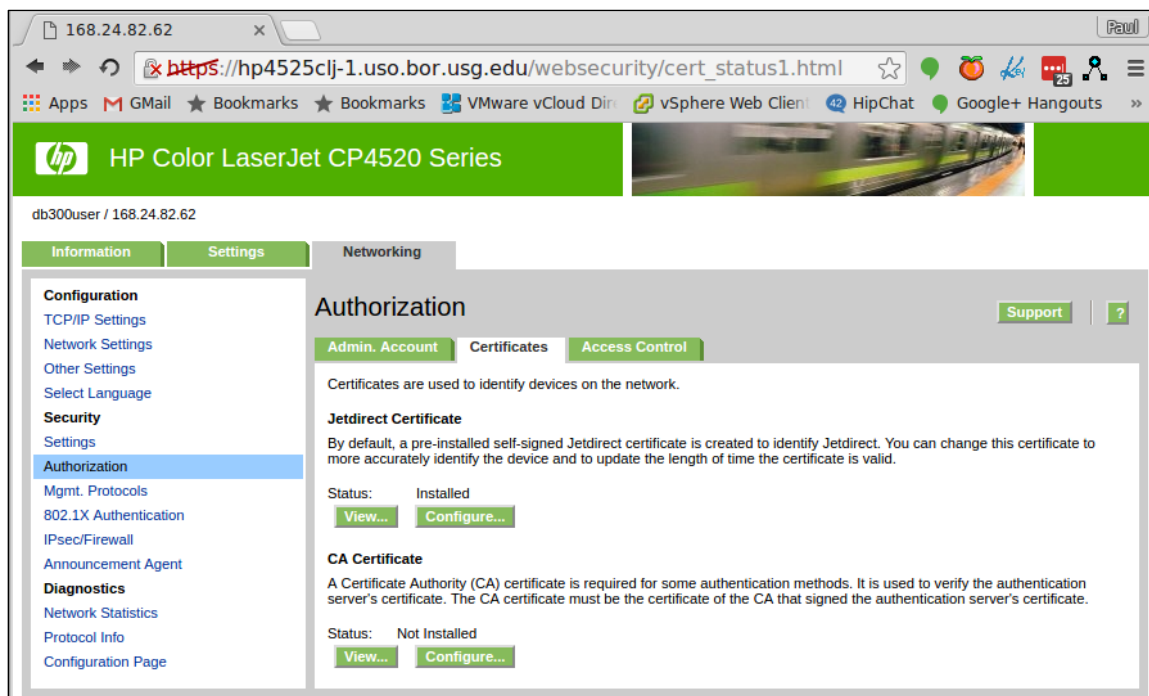 168.24.82.62
Paul
https://hp4525clj-1.uso.bor.usg.edu/websecurity/cert_status1.html
25
Apps GMail Bookmarks Bookmarks VMware vCloud Dir vSphere Web Client 42 HipChat Google+ Hangouts »
hp HP Color LaserJet CP4520 Series
db300user / 168.24.82.62
Information Settings Networking
Configuration
TCP/IP Settings
Network Settings
Other Settings
Select Language
Security
Settings
Authorization
Mgmt. Protocols
802.1X Authentication
IPsec/Firewall
Announcement Agent
Diagnostics
Network Statistics
Protocol Info
Configuration Page
Authorization
Support ?
Admin. Account Certificates Access Control
Certificates are used to identify devices on the network.
Jetdirect Certificate
By default, a pre-installed self-signed Jetdirect certificate is created to identify Jetdirect. You can change this certificate to
more accurately identify the device and to update the length of time the certificate is valid.
Status: Installed
View... Configure...
CA Certificate
A Certificate Authority (CA) certificate is required for some authentication methods. It is used to verify the authentication
server's certificate. The CA certificate must be the certificate of the CA that signed the authentication server's certificate.
Status: Not Installed
View... Configure...